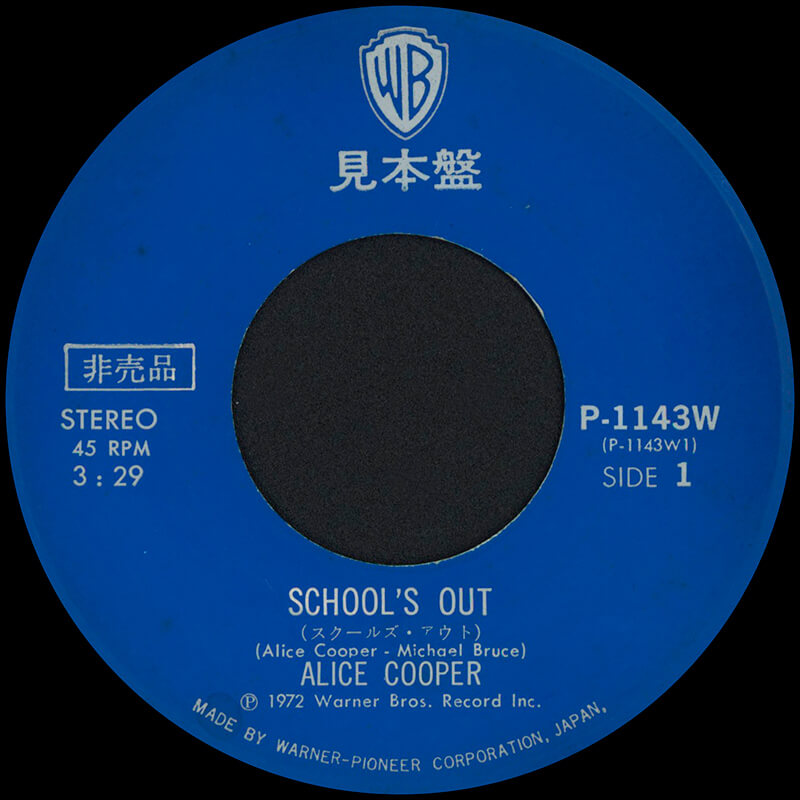 WB
見本盤
非売品
STEREO
45 RPM
3 : 29
P-1143W
(P-1143W1)
SIDE 1
SCHOOL'S OUT
(スクールズ・アウト)
(Alice Cooper - Michael Bruce)
ALICE COOPER
Ⓟ 1972 Warner Bros. Record Inc.
MADE BY WARNER-PIONEER CORPORATION, JAPAN,